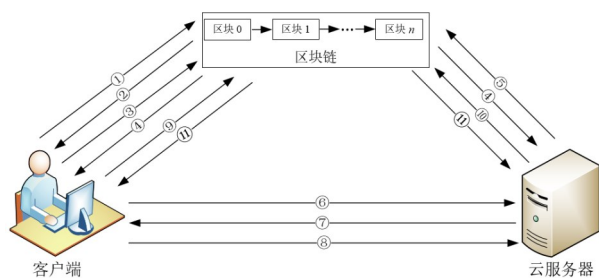 区块 0 区块 1 … 区块 n
区块链
① ② ③ ④ ⑨ ⑪
⑪ ⑩ ④ ⑤
⑥
⑦
⑧
客户端 云服务器